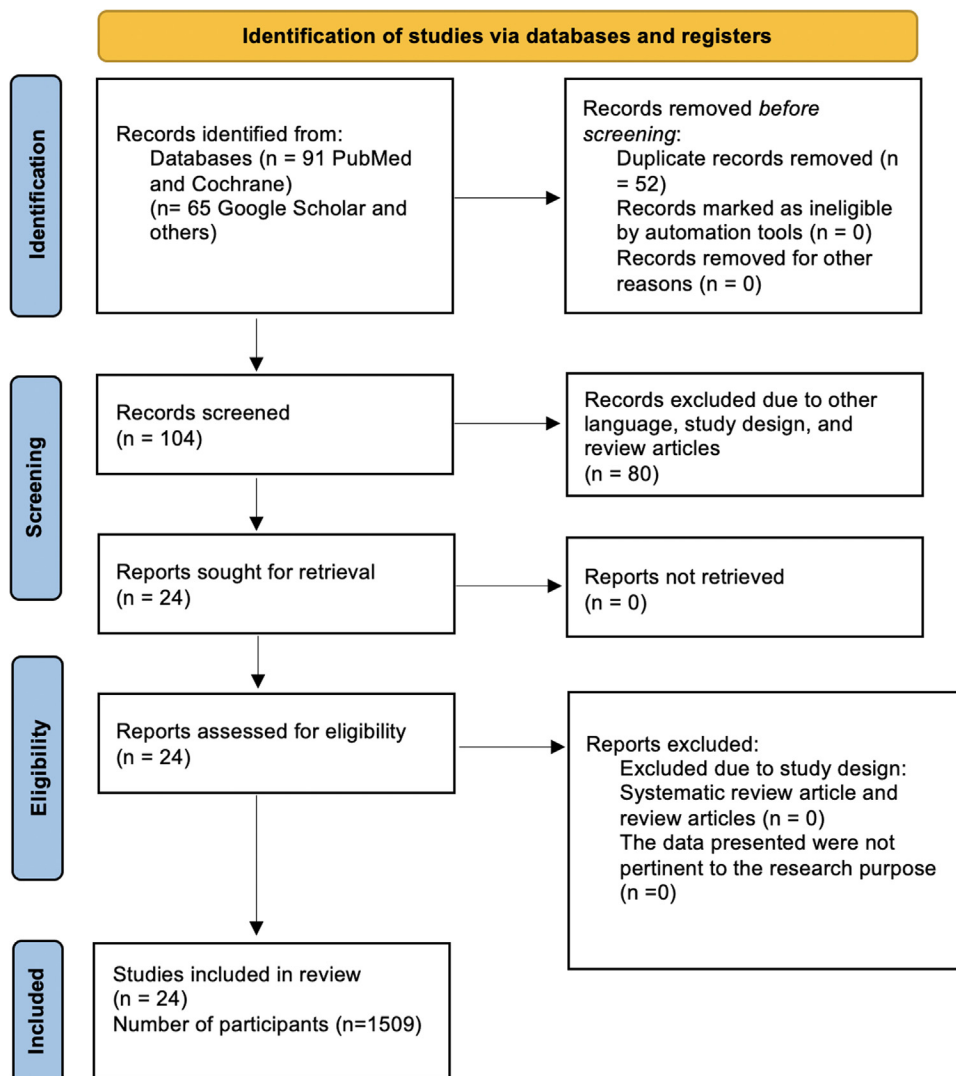 Identification of studies via databases and registers
Identification
Records identified from:
Databases (n = 91 PubMed
and Cochrane)
(n= 65 Google Scholar and
others)
Records removed before
screening:
Duplicate records removed (n
= 52)
Records marked as ineligible
by automation tools (n = 0)
Records removed for other
reasons (n = 0)
Screening
Records screened
(n = 104)
Records excluded due to other
language, study design, and
review articles
(n = 80)
Reports sought for retrieval
(n = 24)
Reports not retrieved
(n = 0)
Eligibility
Reports assessed for eligibility
(n = 24)
Reports excluded:
Excluded due to study design:
Systematic review article and
review articles (n = 0)
The data presented were not
pertinent to the research purpose
(n =0)
Included
Studies included in review
(n = 24)
Number of participants (n=1509)